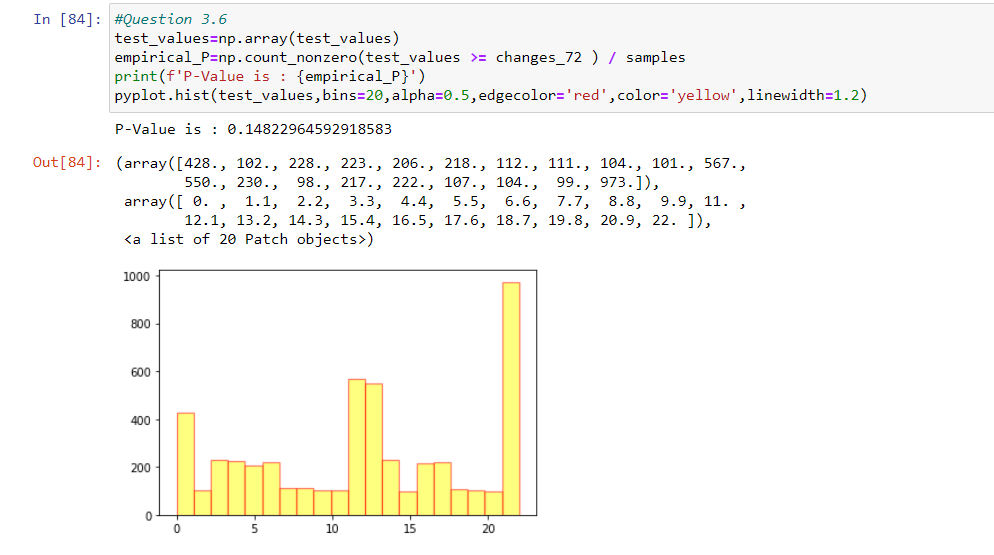 In [84]: #Question 3.6
test_values=np.array(test_values)
empirical_P=np.count_nonzero(test_values >= changes_72 ) / samples
print(f'P-Value is : {empirical_P}')
pyplot.hist(test_values,bins=20,alpha=0.5,edgecolor='red',color='yellow',linewidth=1.2)
P-Value is : 0.14822964592918583
Out[84]: (array([428., 102., 228., 223., 206., 218., 112., 111., 104., 101., 567.,
550., 230., 98., 217., 222., 107., 104., 99., 973.]),
array([ 0. , 1.1, 2.2, 3.3, 4.4, 5.5, 6.6, 7.7, 8.8, 9.9, 11. ,
12.1, 13.2, 14.3, 15.4, 16.5, 17.6, 18.7, 19.8, 20.9, 22. ]),
<a list of 20 Patch objects>)
1000
800
600
400
200
0
0 5 10 15 20